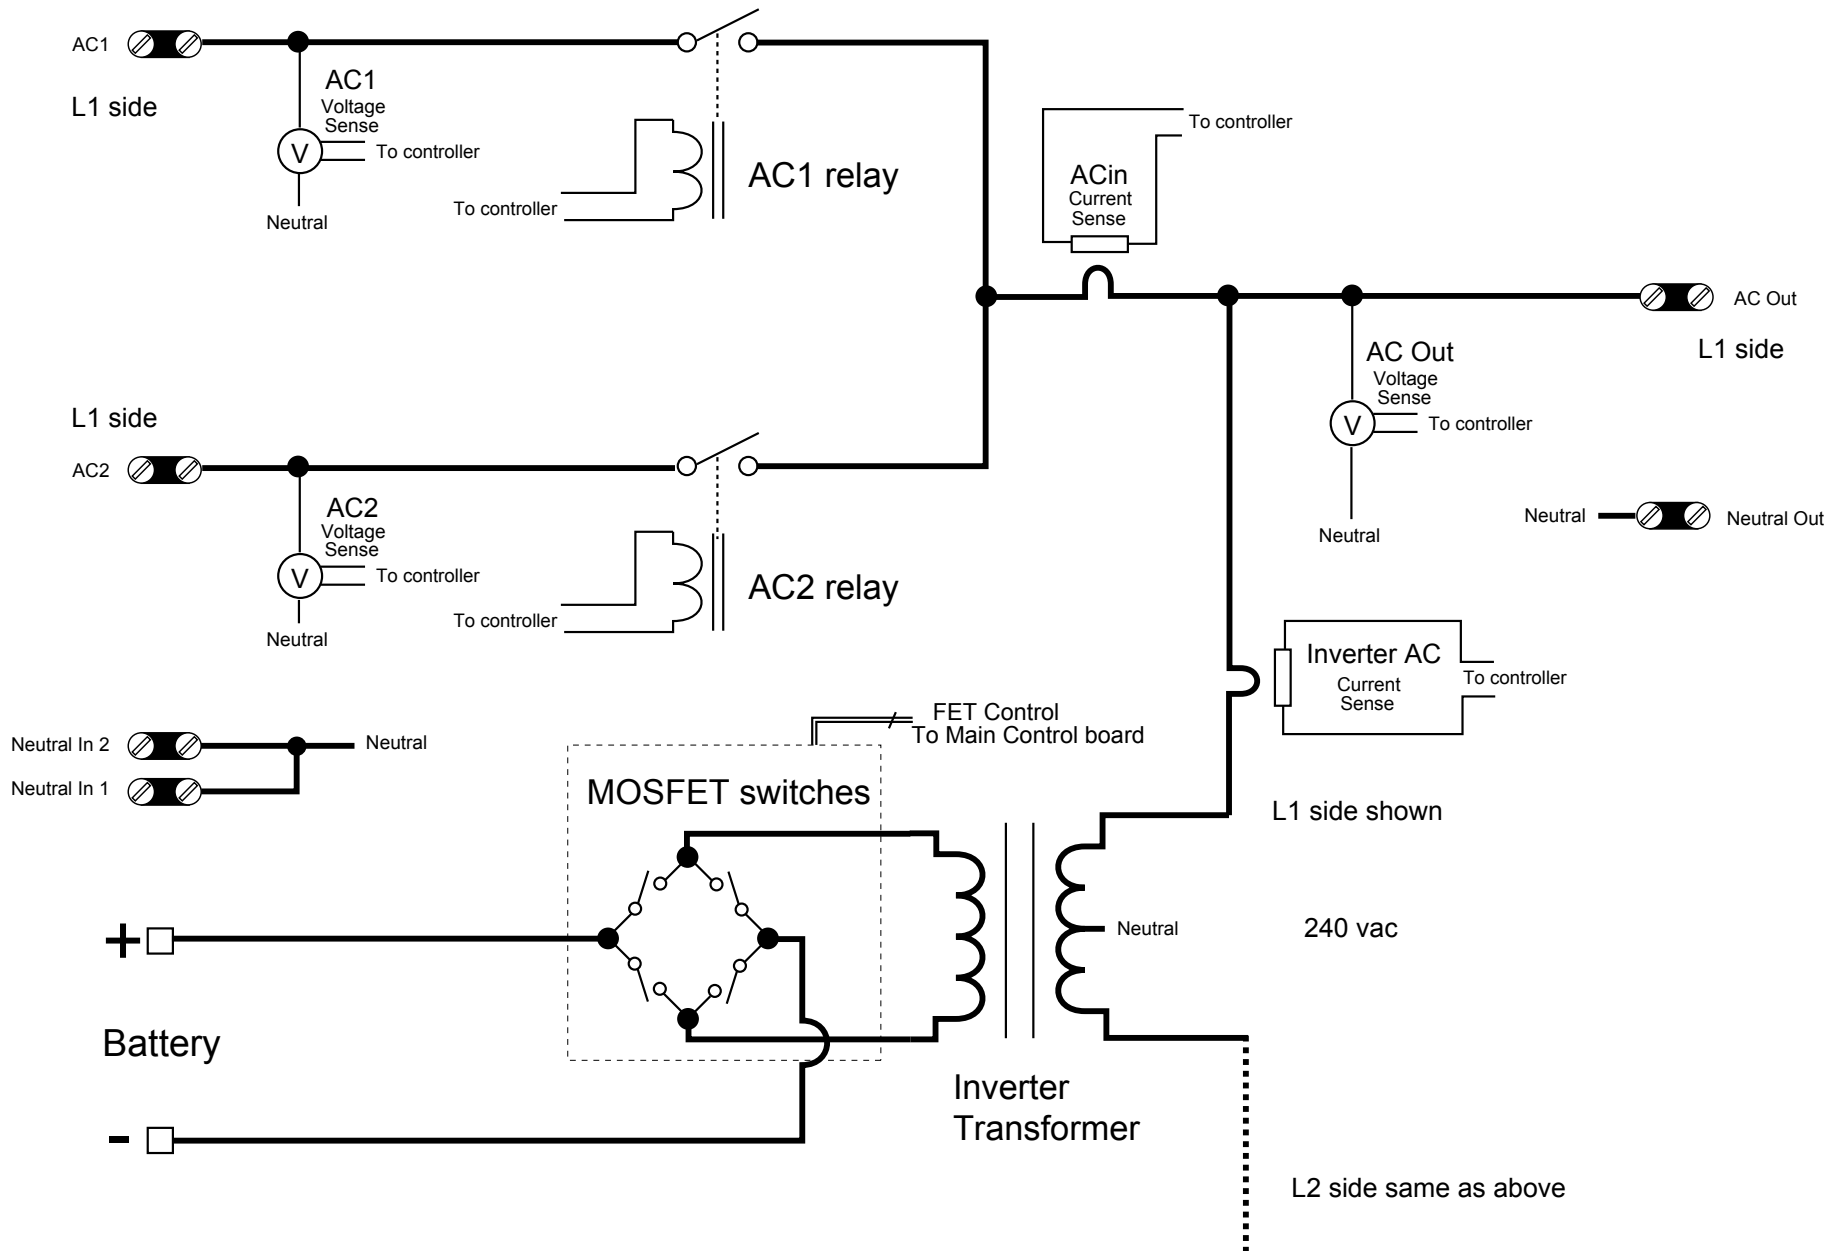 AC1
L1 side
AC1
Voltage
Sense
V
To controller
Neutral
To controller
AC1 relay
To controller
ACin
Current
Sense
AC Out
L1 side
AC Out
Voltage
Sense
V
To controller
Neutral
Neutral
Neutral Out
L1 side
AC2
AC2
Voltage
Sense
V
To controller
Neutral
To controller
AC2 relay
Inverter AC
Current
Sense
To controller
Neutral In 2
Neutral
Neutral In 1
FET Control
To Main Control board
MOSFET switches
L1 side shown
+
Neutral
240 vac
Battery
-
Inverter
Transformer
L2 side same as above